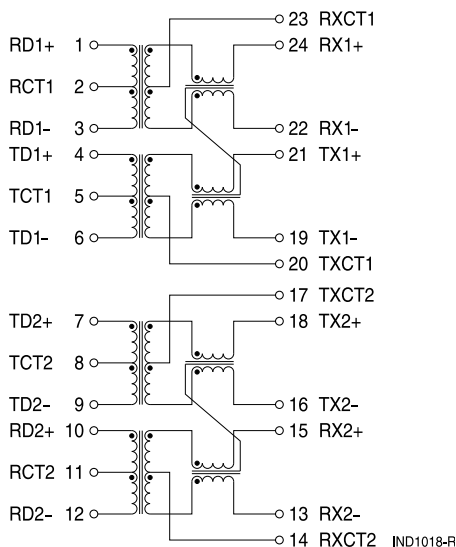 23 RXCT1
RD1+ 1 24 RX1+
RCT1 2
RD1- 3 22 RX1-
TD1+ 4 21 TX1+
TCT1 5
TD1- 6 19 TX1-
20 TXCT1
17 TXCT2
TD2+ 7 18 TX2+
TCT2 8
TD2- 9 16 TX2-
RD2+ 10 15 RX2+
RCT2 11
RD2- 12 13 RX2-
14 RXCT2 IND1018-R